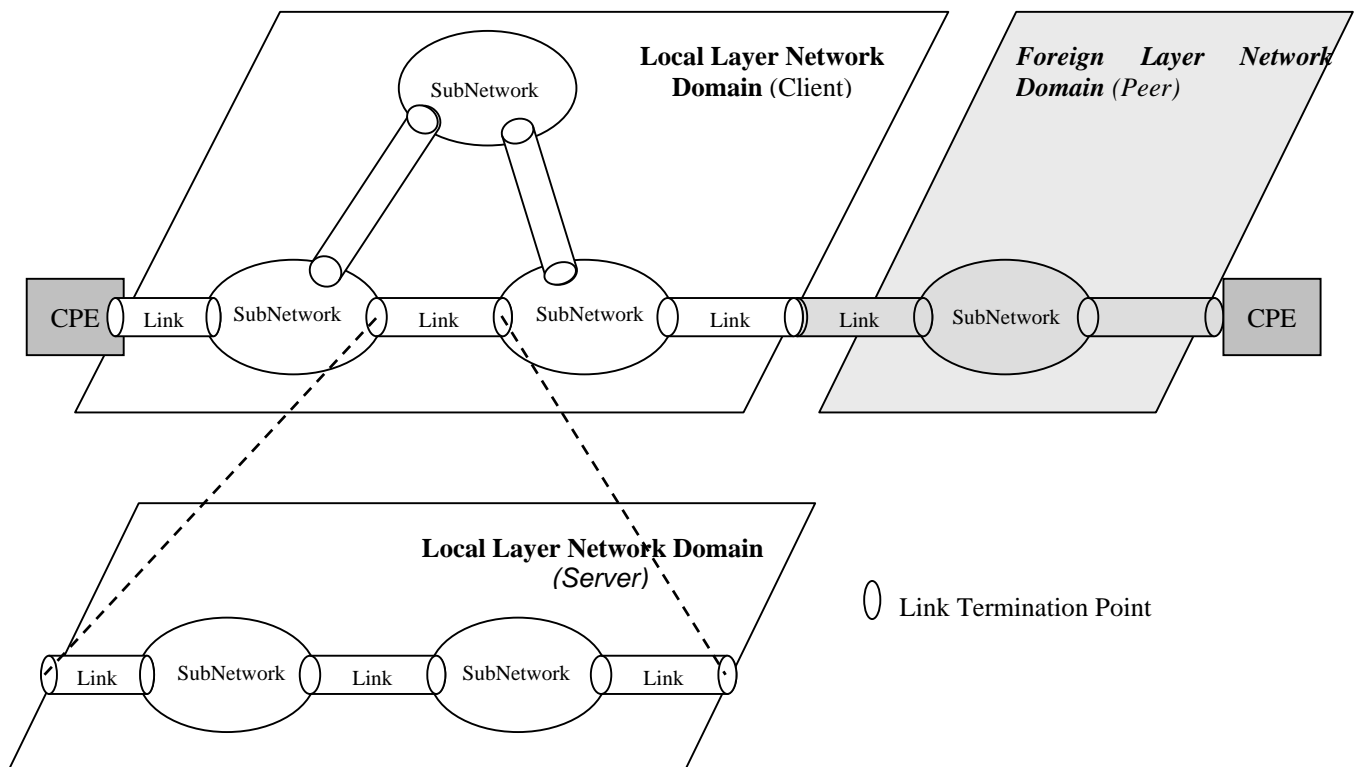 Local Layer Network
Domain (Client)
Foreign Layer Network
Domain (Peer)
SubNetwork
CPE
Link
SubNetwork
Link
SubNetwork
Link
Link
SubNetwork
CPE
Local Layer Network Domain
(Server)
Link Termination Point
Link
SubNetwork
Link
SubNetwork
Link